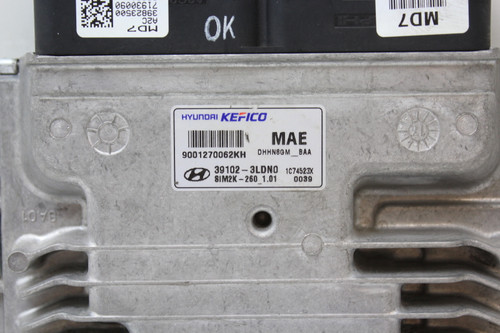 MD7
39823500
A2C
71930090
OK
MD7
HYUNDAI KEFICO
MAE
9001270062KH
DHHN6GM__BAA
39102-3LDN0
1C74523X
SIM2K-260_1.01
0039